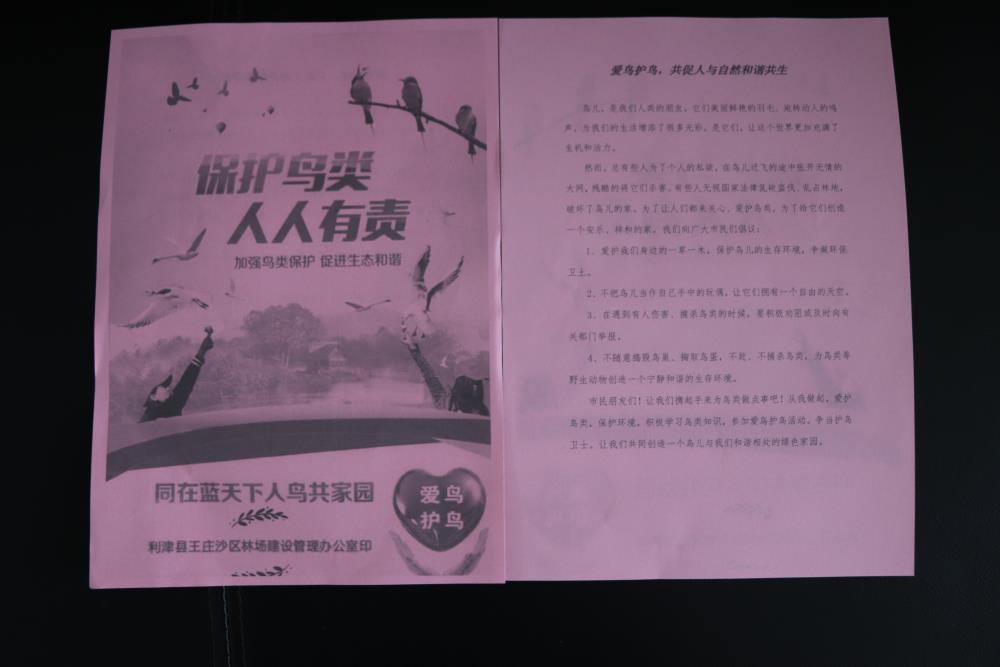 保护鸟类
人人有责
加强鸟类保护 促进生态和谐
同在蓝天下人鸟共家园
爱鸟
护鸟
利津县王庄沙区林场建设管理办公室印
爱鸟护鸟，共促人与自然和谐共生
鸟儿，是我们人类的朋友，它们美丽鲜艳的羽毛、宛转动人的鸣
声，为我们的生活增添了很多光彩。是它们，让这个世界更加充满了
生机和活力。
然而，总有些人为了个人的私欲，在鸟儿迁飞的途中张开无情的
大网，残酷的将它们杀害。有些人无视国家法律乱砍盗伐、乱占林地，
破坏了鸟儿的家。为了让人们都来关心、爱护鸟类，为了给它们创造
一个安乐、祥和的家，我们向广大市民们倡议：
1、爱护我们身边的一草一木，保护鸟儿的生存环境，争做环保
卫士。
2、不把鸟儿当作自己手中的玩偶，让它们拥有一个自由的天空。
3、在遇到有人伤害、捕杀鸟类的时候，要积极劝阻或及时向有
关部门举报。
4、不随意捣毁鸟巢、掏取鸟蛋，不赶、不捕杀鸟类，为鸟类等
野生动物创造一个宁静和谐的生存环境。
市民朋友们！让我们携起手来为鸟类做点事吧！从我做起，爱护
鸟类，保护环境，积极学习鸟类知识，参加爱鸟护鸟活动，争当护鸟
卫士，让我们共同创造一个鸟儿与我们和谐相处的绿色家园。